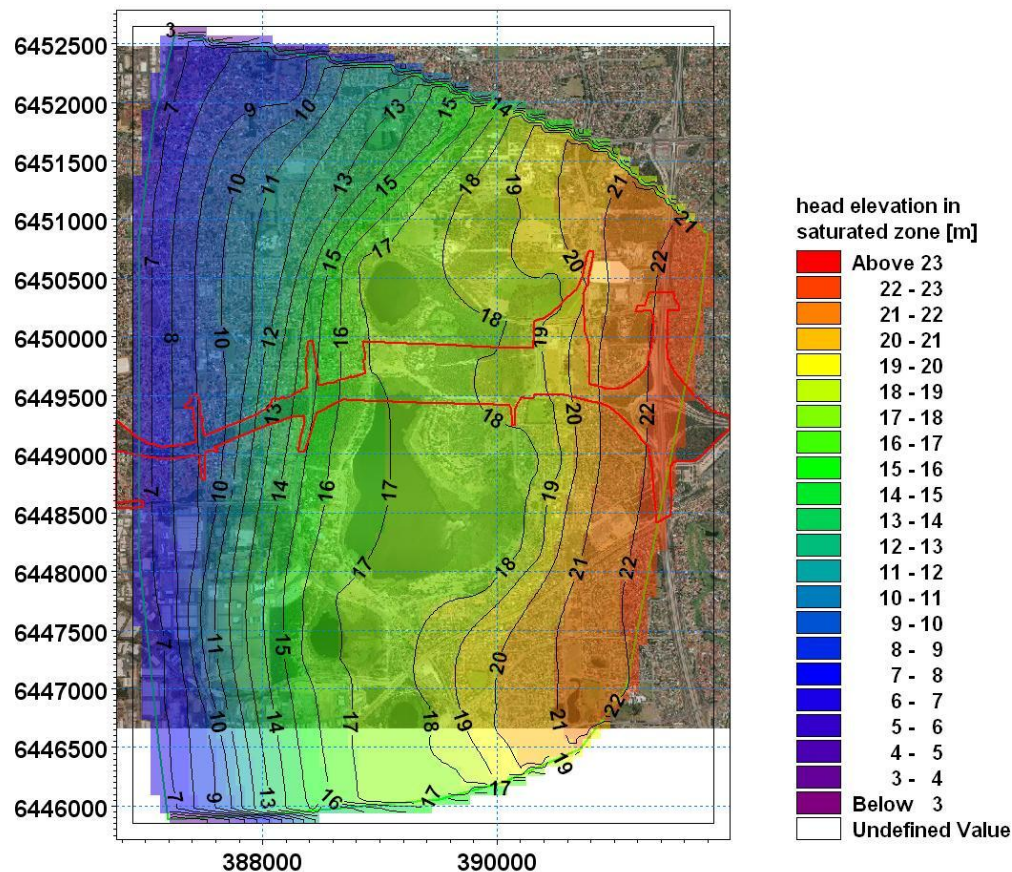 6452500
6452000
6451500
6451000
6450500
6450000
6449500
6449000
6448500
6448000
6447500
6447000
6446500
6446000
388000
390000
3
7
9
10
13
15
14
10
11
13
15
18
19
21
21
7
15
17
20
22
8
10
12
16
18
19
13
18
20
22
7
10
14
16
17
19
17
18
21
22
7
11
15
20
10
14
17
18
19
21
22
19
7
9
13
16
17
17
head elevation in
saturated zone [m]
Above 23
22 - 23
21 - 22
20 - 21
19 - 20
18 - 19
17 - 18
16 - 17
15 - 16
14 - 15
13 - 14
12 - 13
11 - 12
10 - 11
9 - 10
8 - 9
7 - 8
6 - 7
5 - 6
4 - 5
3 - 4
Below 3
Undefined Value